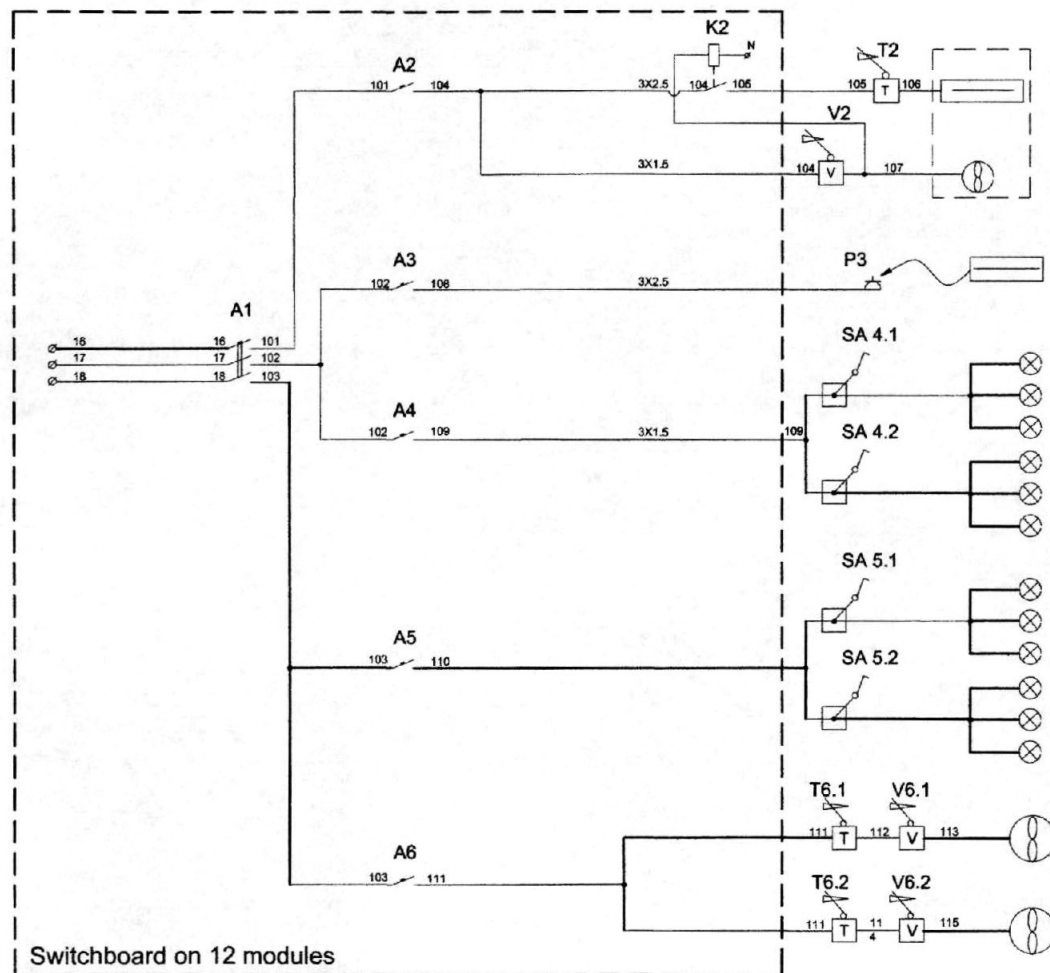 K2
N
A2
T2
101 104 3X2.5 104 105 105 T 106
V2
3X1.5 104 V 107
A3
P3
102 108 3X2.5
A1
SA 4.1
16 16 101
17 17 102
18 18 103
A4
SA 4.2
102 109 3X1.5 109
SA 5.1
A5
SA 5.2
103 110
T6.1 V6.1
111 T 112 V 113
A6
103 111
T6.2 V6.2
111 T 11 V 115
4
Switchboard on 12 modules